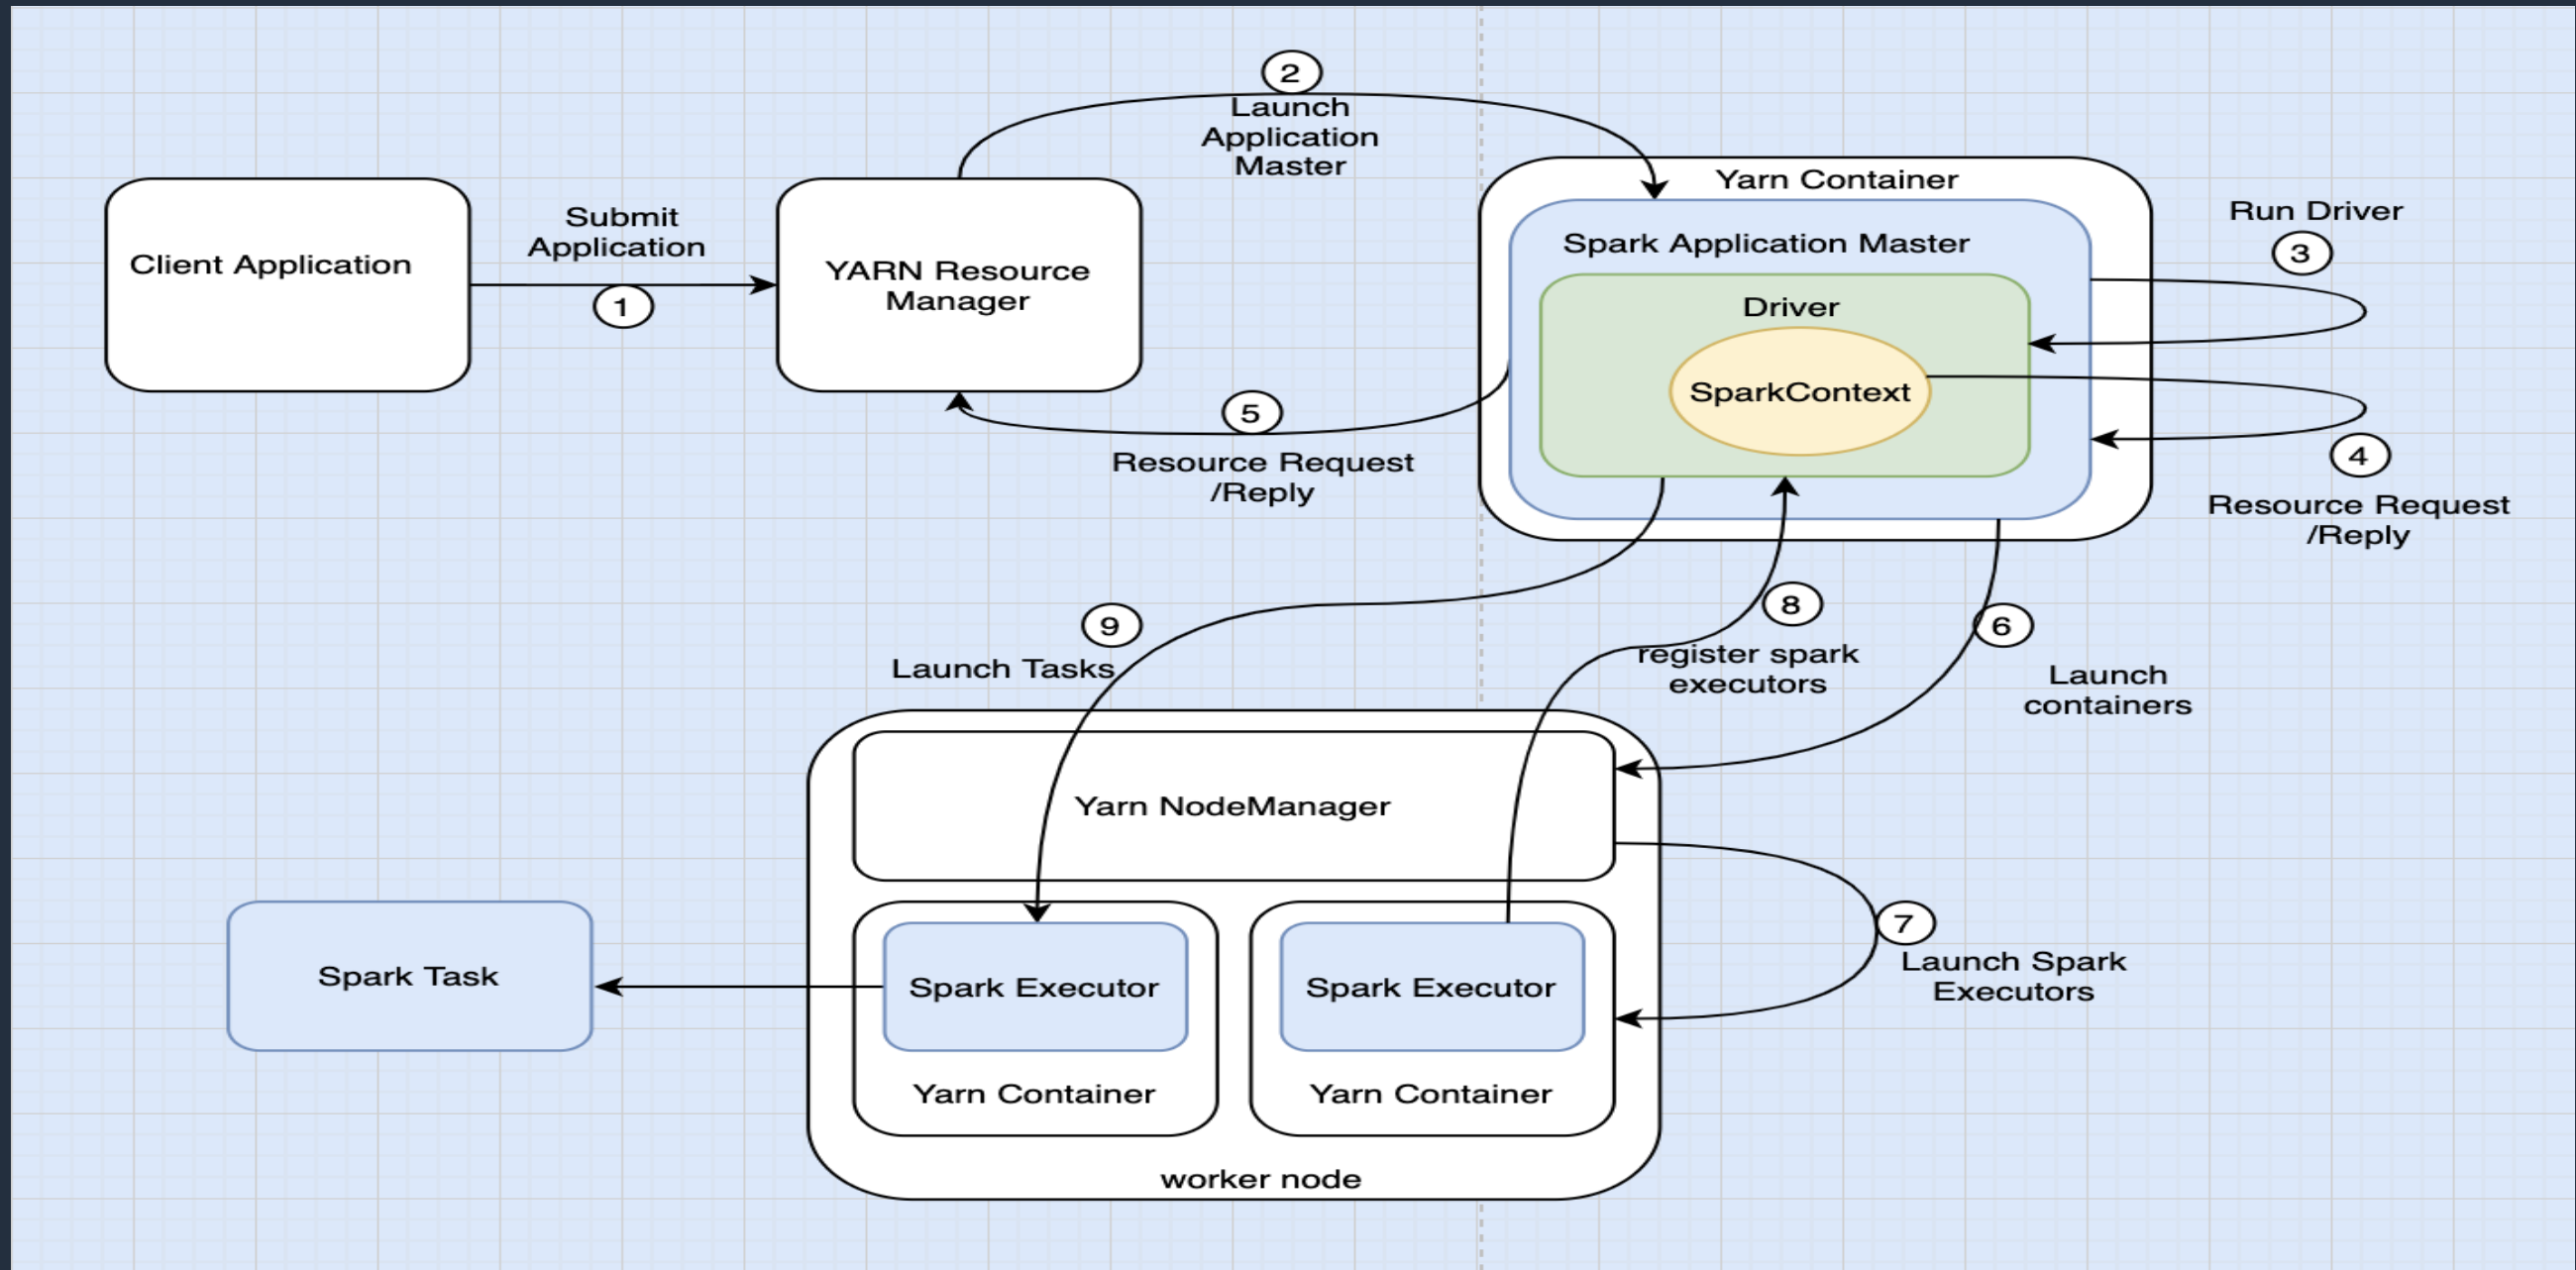 2
Launch
Application
Master
Yarn Container
Run Driver
3
Submit
Application
1
Client Application
YARN Resource
Manager
Spark Application Master
Driver
SparkContext
5
Resource Request
/Reply
4
Resource Request
/Reply
9
Launch Tasks
8
register spark
executors
6
Launch
containers
Yarn NodeManager
7
Launch Spark
Executors
Spark Task
Spark Executor
Yarn Container
Spark Executor
Yarn Container
worker node